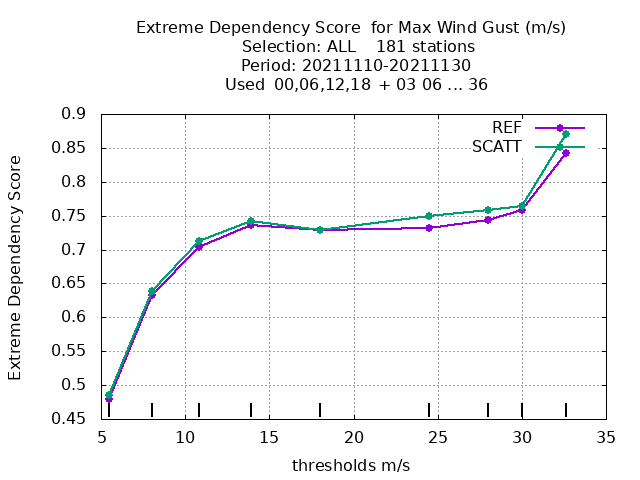 Extreme Dependency Score  for Max Wind Gust (m/s)
Selection: ALL    181 stations
Period: 20211110-20211130
Used  00,06,12,18  + 03 06 ... 36
REF
SCATT
0.9
0.85
0.8
0.75
0.7
0.65
0.6
0.55
0.5
0.45
Extreme Dependency Score
5 10 15 20 25 30 35
thresholds m/s